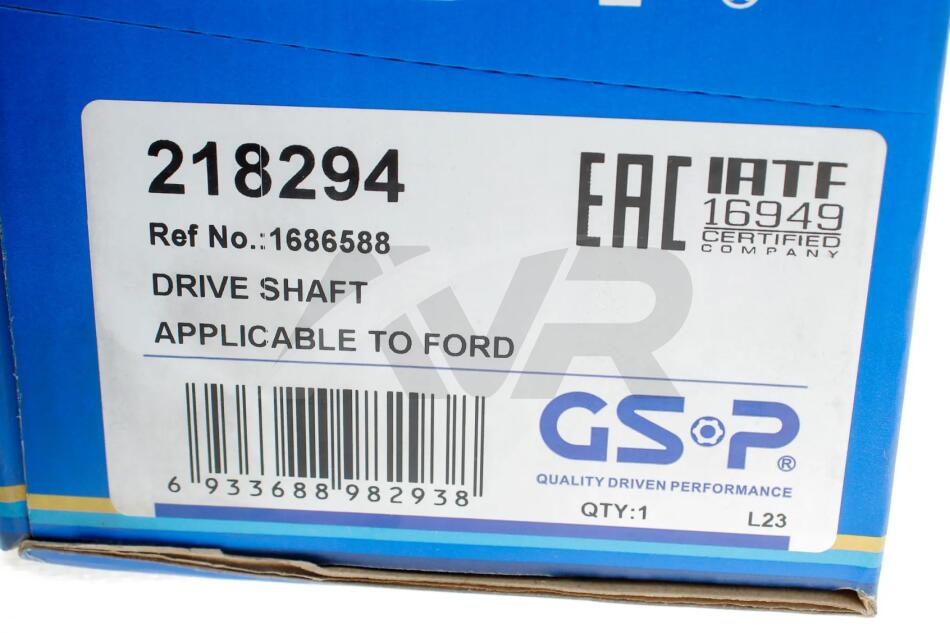 218294
Ref No.:1686588
DRIVE SHAFT
APPLICABLE TO FORD
EAC
IATF
16949
CERTIFIED
COMPANY
VR
6 933688 982938
GSP®
QUALITY DRIVEN PERFORMANCE
QTY:1
L23